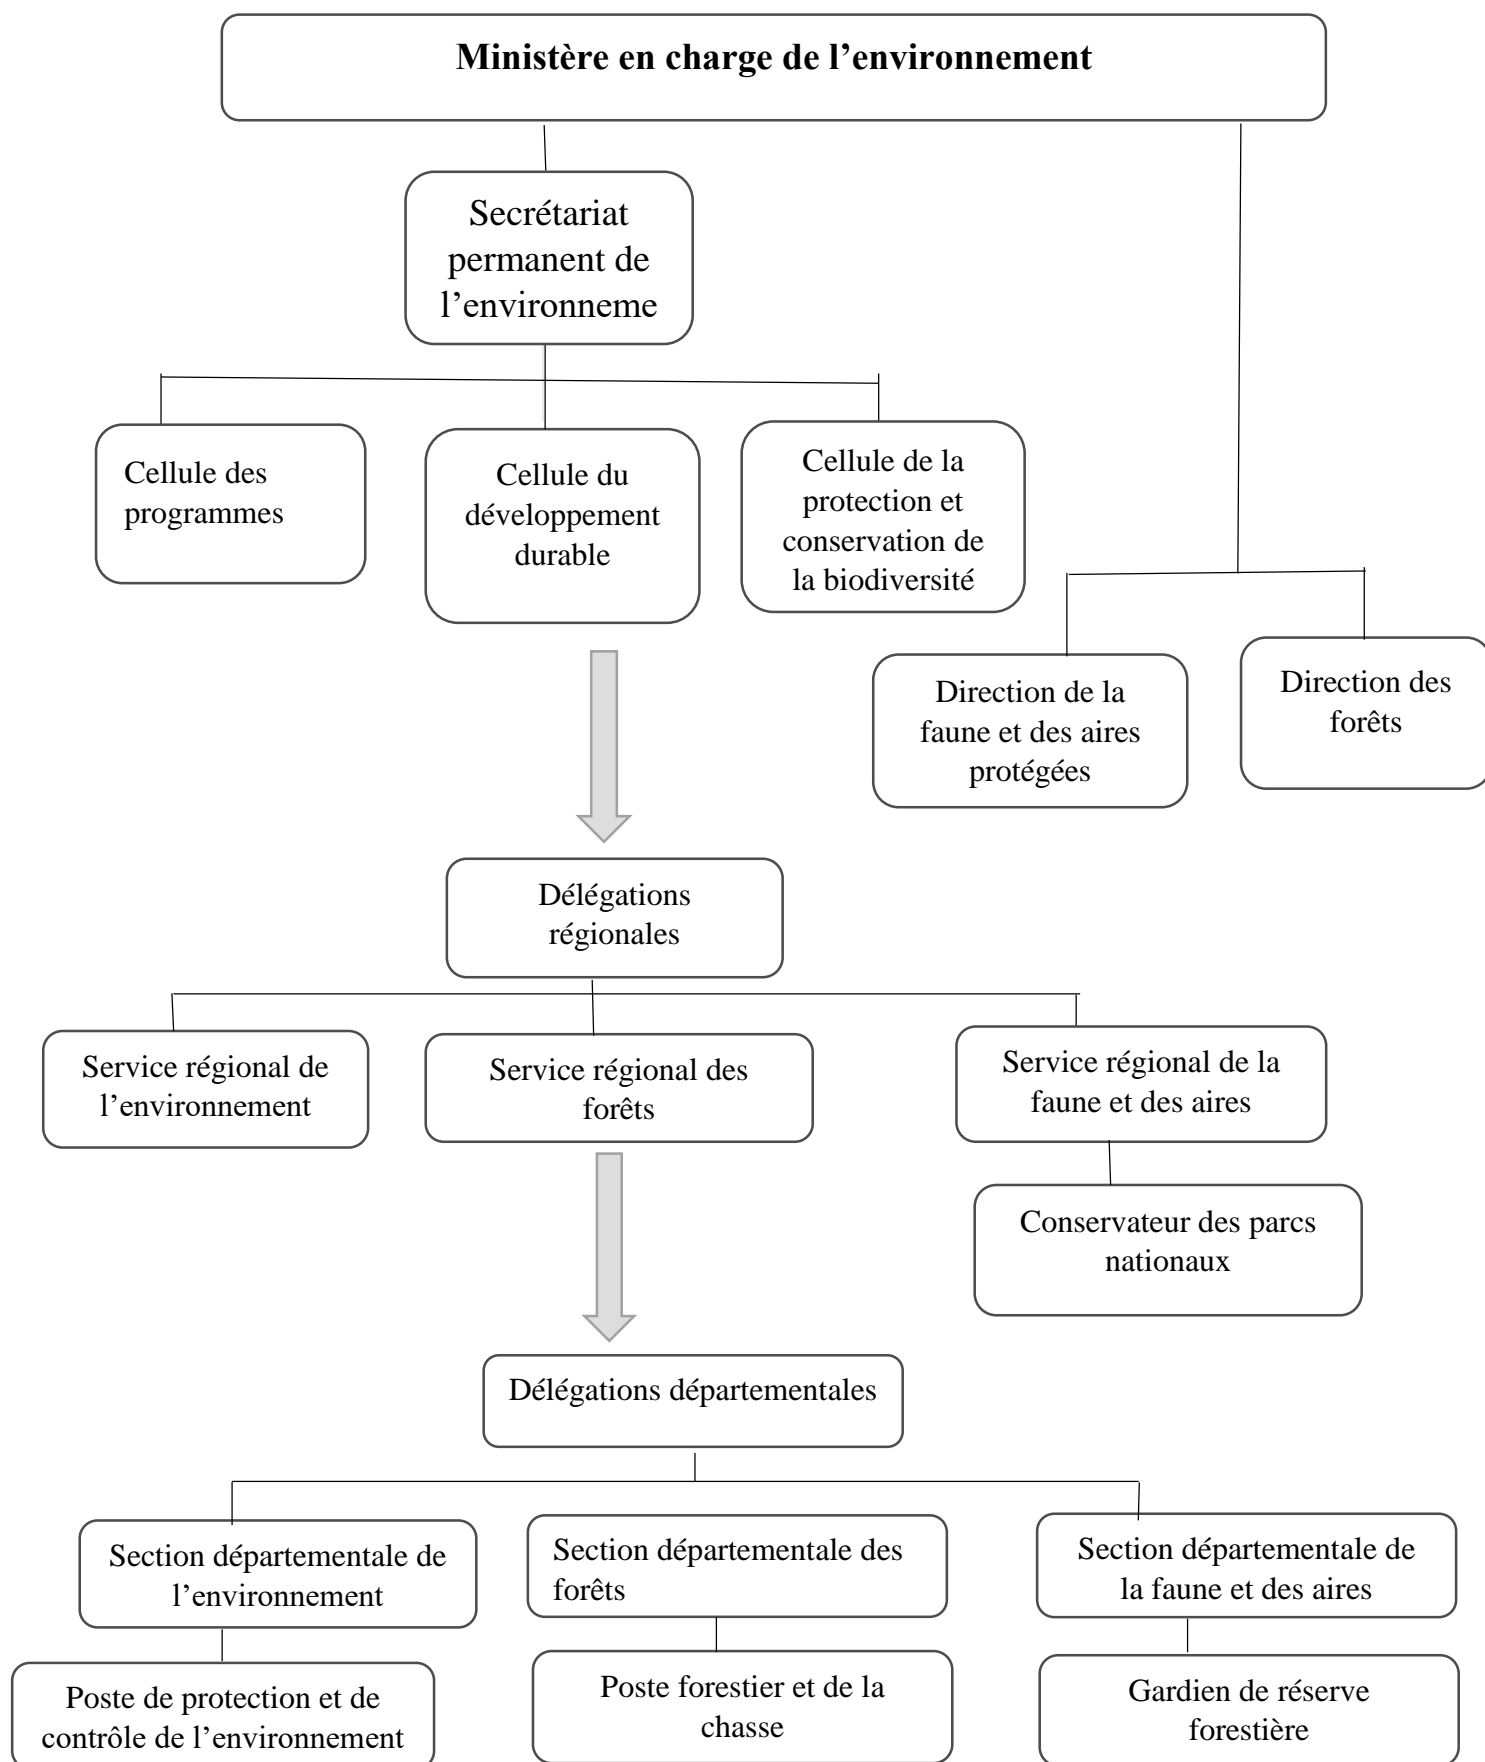 Ministère en charge de l’environnement
Secrétariat
permanent de
l’environneme
Cellule des
programmes
Cellule du
développement
durable
Cellule de la
protection et
conservation de
la biodiversité
Direction de la
faune et des aires
protégées
Direction des
forêts
Délégations
régionales
Service régional de
l’environnement
Service régional des
forêts
Service régional de la
faune et des aires
Conservateur des parcs
nationaux
Délégations départementales
Section départementale de
l’environnement
Section départementale des
forêts
Section départementale de
la faune et des aires
Poste de protection et de
contrôle de l’environnement
Poste forestier et de la
chasse
Gardien de réserve
forestière